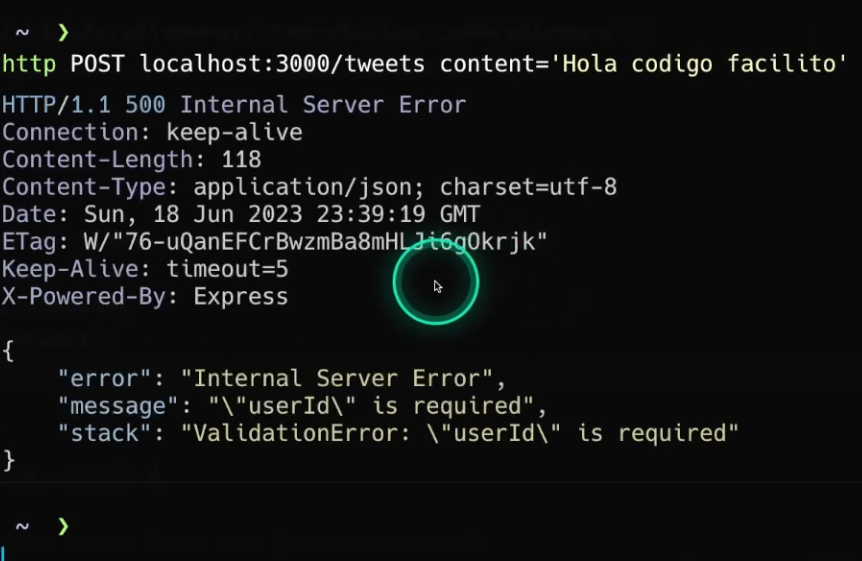 ~ ❯
http POST localhost:3000/tweets content='Hola codigo facilito'
HTTP/1.1 500 Internal Server Error
Connection: keep-alive
Content-Length: 118
Content-Type: application/json; charset=utf-8
Date: Sun, 18 Jun 2023 23:39:19 GMT
ETag: W/"76-uQanEFCrBwzmBa8mHLJi6gOkrjk"
Keep-Alive: timeout=5
X-Powered-By: Express
{
    "error": "Internal Server Error",
    "message": "\"userId\" is required",
    "stack": "ValidationError: \"userId\" is required"
}
~ ❯